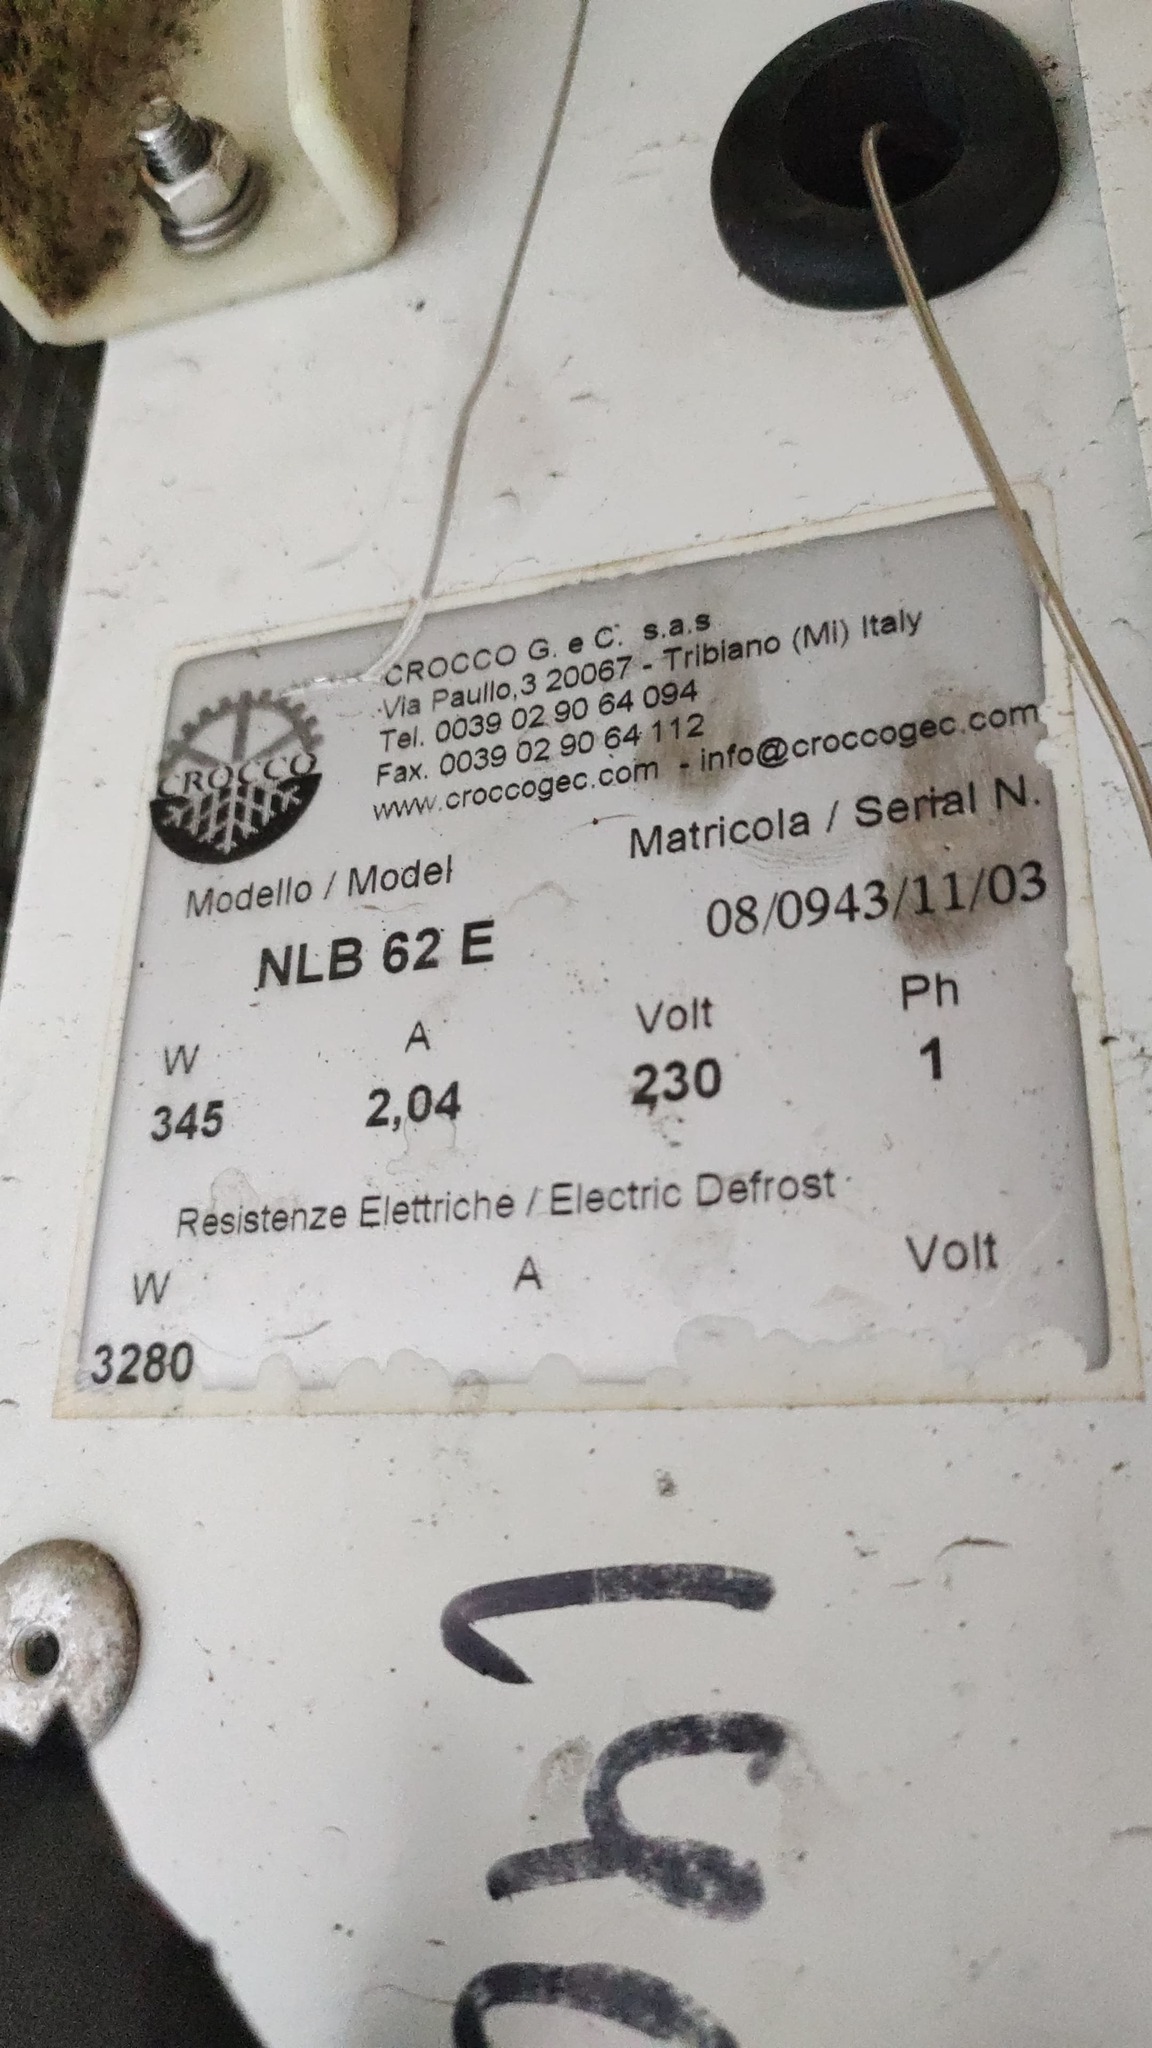 CROCCO G. e C. s.a.s
Via Paullo,3 20067 - Tribiano (Mi) Italy
Tel. 0039 02 90 64 094
Fax. 0039 02 90 64 112
www.croccogec.com - info@croccogec.com
CROCCO
Modello / Model Matricola / Serial N.
NLB 62 E 08/0943/11/03
W A Volt Ph
345 2,04 230 1
Resistenze Elettriche / Electric Defrost
W A Volt
3280